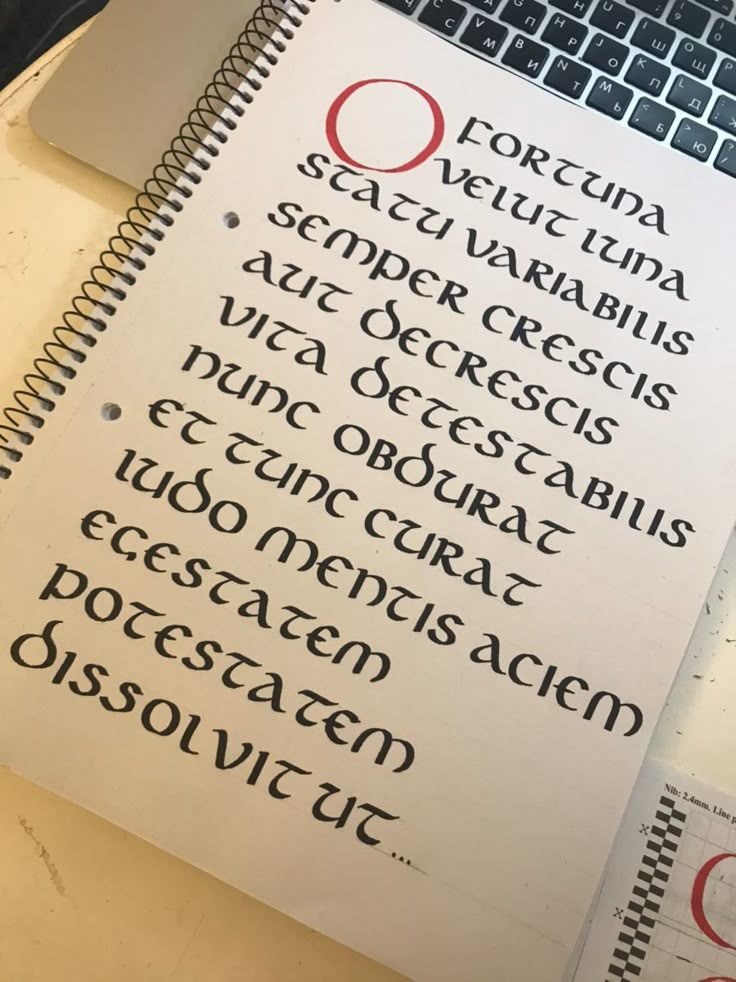 O FORTUNA
VELUT LUNA
STATU VARIABILIS
SEMPER CRESCIS
AUT DECRESCIS
VITA DETESTABILIS
NUNC OBDURAT
ET TUNC CURAT
LUDO MENTIS ACIEM
EGESTATEM
POTESTATEM
DISSOLVIT UT...
Nib: 2.4mm. Line